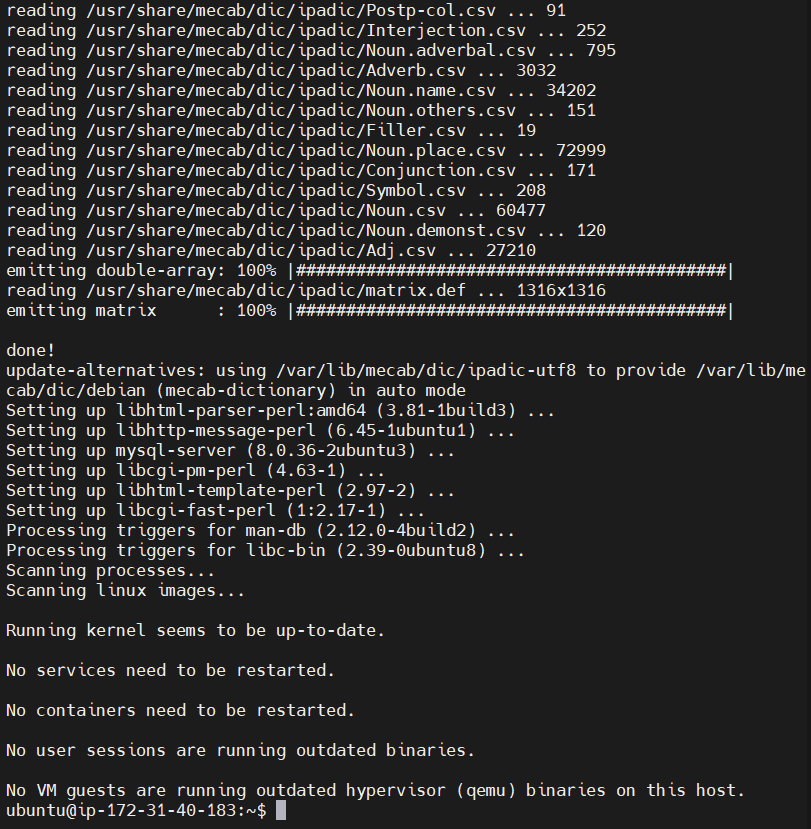 reading /usr/share/mecab/dic/ipadic/Postp-col.csv ... 91
reading /usr/share/mecab/dic/ipadic/Interjection.csv ... 252
reading /usr/share/mecab/dic/ipadic/Noun.adverbal.csv ... 795
reading /usr/share/mecab/dic/ipadic/Adverb.csv ... 3032
reading /usr/share/mecab/dic/ipadic/Noun.name.csv ... 34202
reading /usr/share/mecab/dic/ipadic/Noun.others.csv ... 151
reading /usr/share/mecab/dic/ipadic/Filler.csv ... 19
reading /usr/share/mecab/dic/ipadic/Noun.place.csv ... 72999
reading /usr/share/mecab/dic/ipadic/Conjunction.csv ... 171
reading /usr/share/mecab/dic/ipadic/Symbol.csv ... 208
reading /usr/share/mecab/dic/ipadic/Noun.csv ... 60477
reading /usr/share/mecab/dic/ipadic/Noun.demonst.csv ... 120
reading /usr/share/mecab/dic/ipadic/Adj.csv ... 27210
emitting double-array: 100% |###########################################|
reading /usr/share/mecab/dic/ipadic/matrix.def ... 1316x1316
emitting matrix      : 100% |###########################################|

done!
update-alternatives: using /var/lib/mecab/dic/ipadic-utf8 to provide /var/lib/me
cab/dic/debian (mecab-dictionary) in auto mode
Setting up libhtml-parser-perl:amd64 (3.81-1build3) ...
Setting up libhttp-message-perl (6.45-1ubuntu1) ...
Setting up mysql-server (8.0.36-2ubuntu3) ...
Setting up libcgi-pm-perl (4.63-1) ...
Setting up libhtml-template-perl (2.97-2) ...
Setting up libcgi-fast-perl (1:2.17-1) ...
Processing triggers for man-db (2.12.0-4build2) ...
Processing triggers for libc-bin (2.39-0ubuntu8) ...
Scanning processes...
Scanning linux images...

Running kernel seems to be up-to-date.

No services need to be restarted.

No containers need to be restarted.

No user sessions are running outdated binaries.

No VM guests are running outdated hypervisor (qemu) binaries on this host.
ubuntu@ip-172-31-40-183:~$